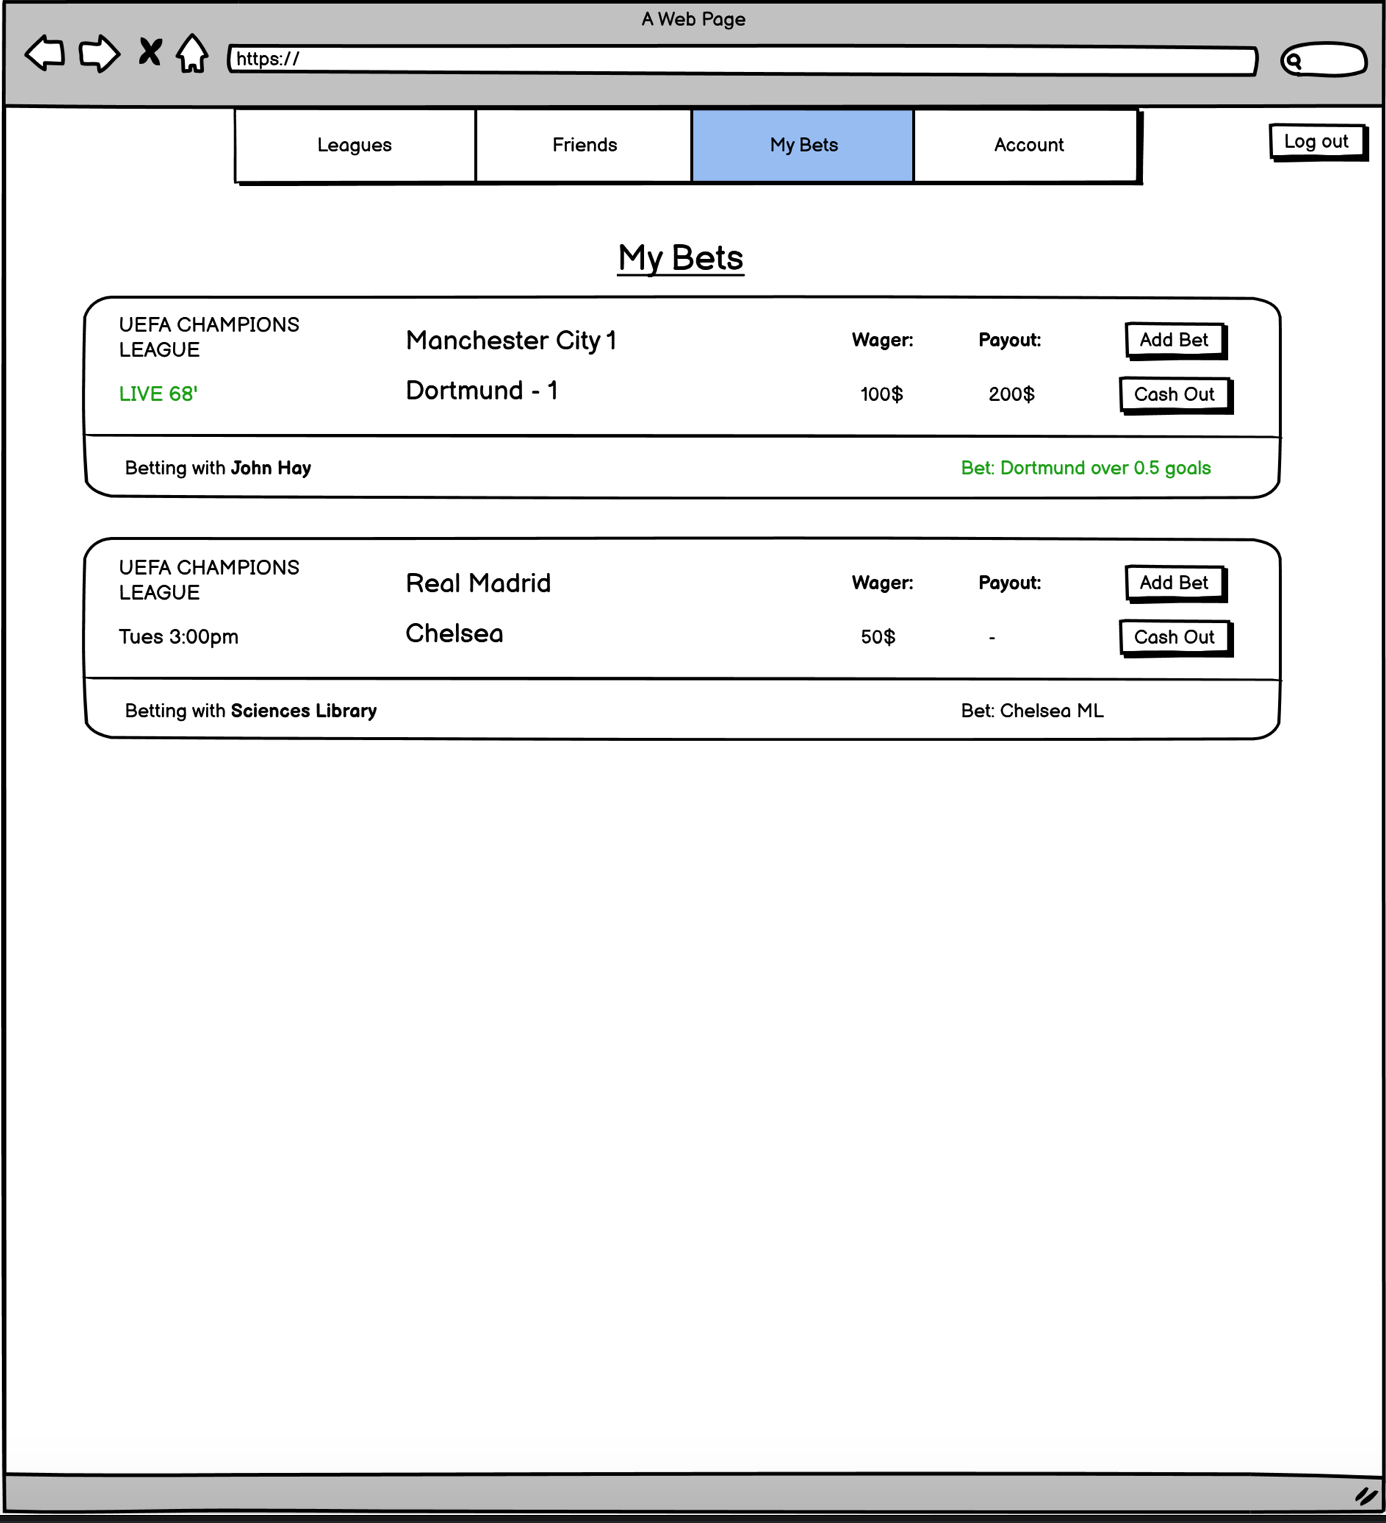 A Web Page
https://
Leagues Friends My Bets Account Log out
My Bets
UEFA CHAMPIONS
LEAGUE
Manchester City 1 Wager: Payout: Add Bet
LIVE 68' Dortmund - 1 100$ 200$ Cash Out
Betting with John Hay Bet: Dortmund over 0.5 goals
UEFA CHAMPIONS
LEAGUE
Real Madrid Wager: Payout: Add Bet
Tues 3:00pm Chelsea 50$ - Cash Out
Betting with Sciences Library Bet: Chelsea ML